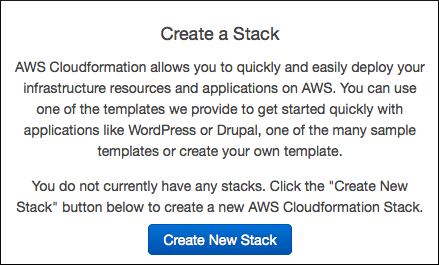 Create a Stack
AWS Cloudformation allows you to quickly and easily deploy your
infrastructure resources and applications on AWS. You can use
one of the templates we provide to get started quickly with
applications like WordPress or Drupal, one of the many sample
templates or create your own template.
You do not currently have any stacks. Click the "Create New
Stack" button below to create a new AWS Cloudformation Stack.
Create New Stack